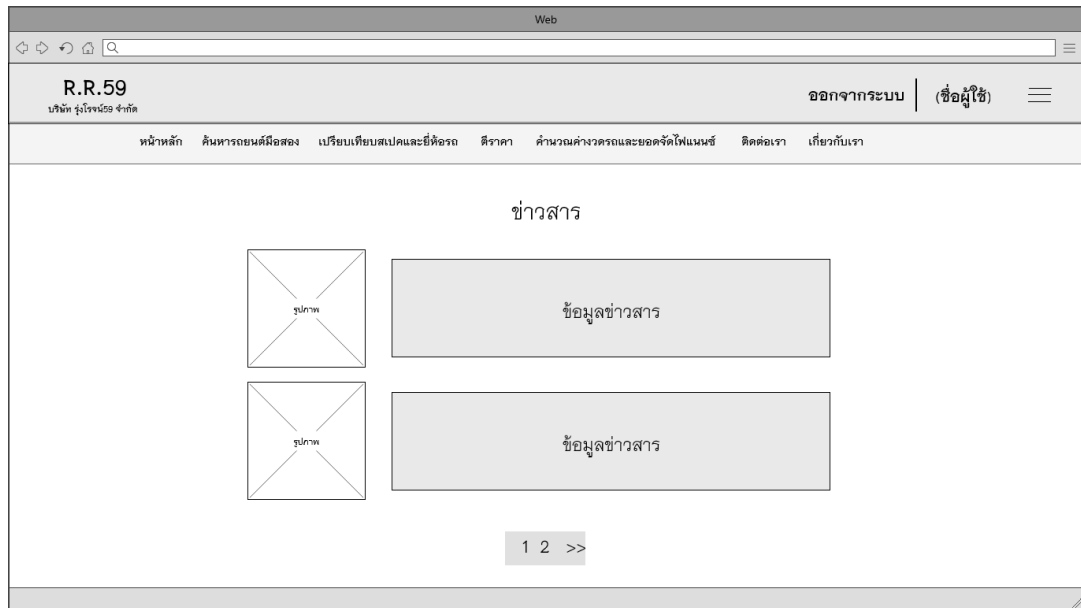 Web
R.R.59
บริษัท รุ่งโรจน์59 จำกัด
ออกจากระบบ (ชื่อผู้ใช้)
หน้าหลัก ค้นหารถยนต์มือสอง เปรียบเทียบสเปคและยี่ห้อรถ ตีราคา คำนวณค่างวดรถและยอดจัดไฟแนนซ์ ติดต่อเรา เกี่ยวกับเรา
ข่าวสาร
รูปภาพ
ข้อมูลข่าวสาร
รูปภาพ
ข้อมูลข่าวสาร
1 2 >>